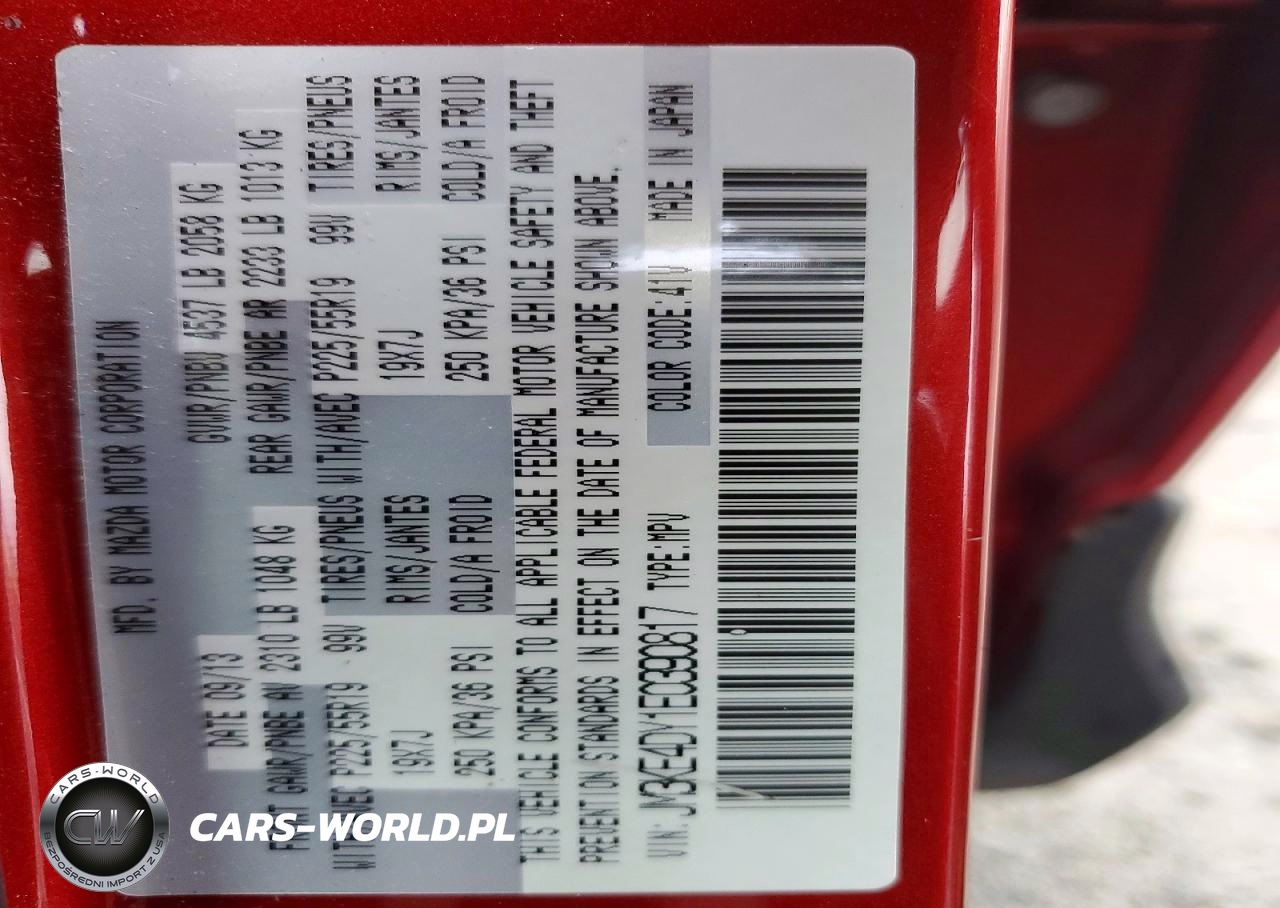 MFD. BY MAZDA MOTOR CORPORATION
DATE 09/13 GVWR/PNBV 4537 LB 2058 KG
FRNT GAWR/PNBE AV 2310 LB 1048 KG REAR GAWR/PNBE AR 2233 LB 1013 KG
WITH/AVEC P225/55R19 99V TIRES/PNEUS WITH/AVEC P225/55R19 99V TIRES/PNEUS
19X7J RIMS/JANTES 19X7J RIMS/JANTES
250 KPA/36 PSI COLD/A FROID 250 KPA/36 PSI COLD/A FROID
THIS VEHICLE CONFORMS TO ALL APPLICABLE FEDERAL MOTOR VEHICLE SAFETY AND THEFT
PREVENTION STANDARDS IN EFFECT ON THE DATE OF MANUFACTURE SHOWN ABOVE.
VIN: JM3KE4DY1E0390817 TYPE:MPV COLOR CODE:41V MADE IN JAPAN
CARS-WORLD
CW
BEZPOŚREDNI IMPORT Z USA
CARS-WORLD.PL